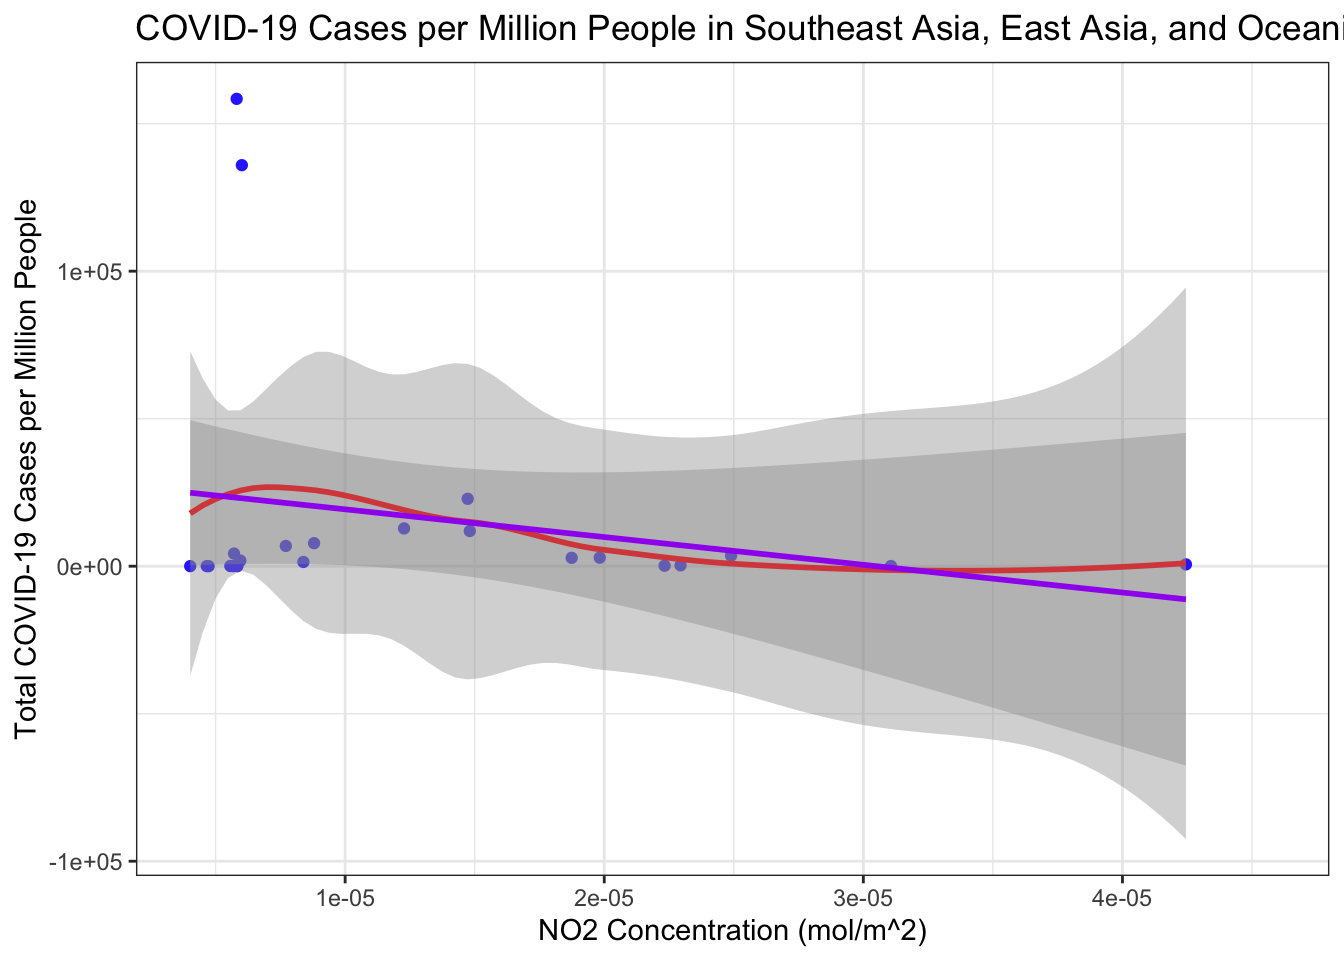 COVID-19 Cases per Million People in Southeast Asia, East Asia, and Oceani
Total COVID-19 Cases per Million People
1e+05
0e+00
-1e+05
1e-05 2e-05 3e-05 4e-05
NO2 Concentration (mol/m^2)